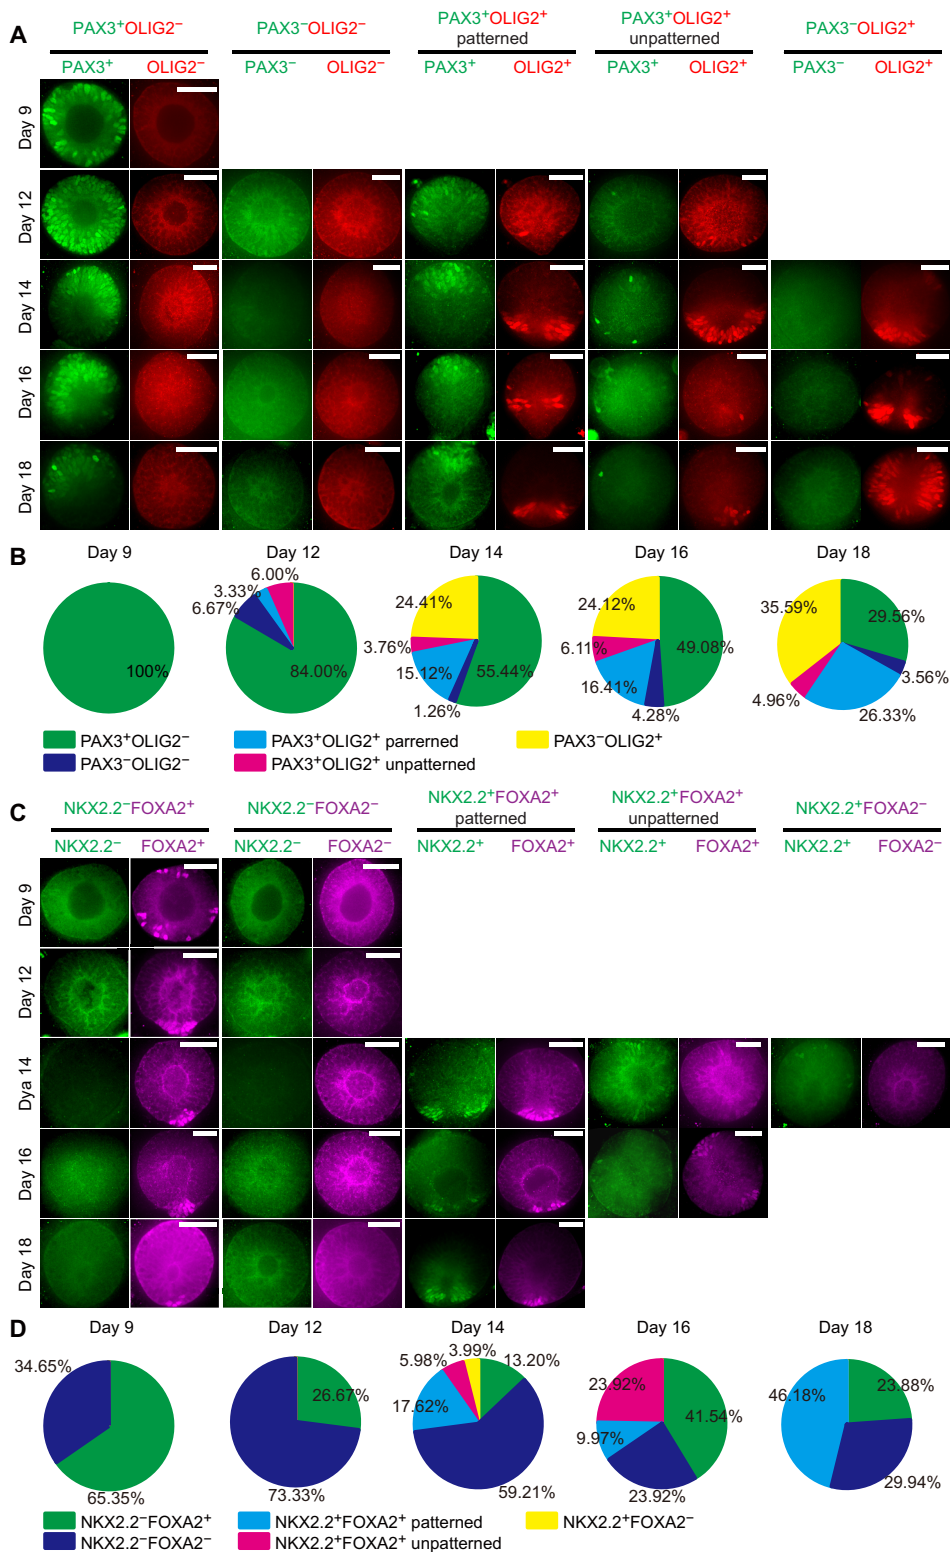 A
PAX3⁺OLIG2⁻
PAX3⁻OLIG2⁻
PAX3⁺OLIG2⁺
patterned
PAX3⁺OLIG2⁺
unpatterned
PAX3⁻OLIG2⁺
PAX3⁺ OLIG2⁻ PAX3⁻ OLIG2⁻ PAX3⁺ OLIG2⁺ PAX3⁺ OLIG2⁺ PAX3⁻ OLIG2⁺
Day 9
Day 12
Day 14
Day 16
Day 18
B
Day 9 Day 12 Day 14 Day 16 Day 18
100%
6.00%
3.33%
6.67%
84.00%
24.41%
3.76%
15.12%
55.44%
1.26%
24.12%
6.11%
49.08%
16.41%
4.28%
35.59%
29.56%
3.56%
4.96%
26.33%
PAX3⁺OLIG2⁻ PAX3⁺OLIG2⁺ parrerned PAX3⁻OLIG2⁺
PAX3⁻OLIG2⁻ PAX3⁺OLIG2⁺ unpatterned
C
NKX2.2⁻FOXA2⁺
NKX2.2⁻FOXA2⁻
NKX2.2⁺FOXA2⁺
patterned
NKX2.2⁺FOXA2⁺
unpatterned
NKX2.2⁺FOXA2⁻
NKX2.2⁻ FOXA2⁺ NKX2.2⁻ FOXA2⁻ NKX2.2⁺ FOXA2⁺ NKX2.2⁺ FOXA2⁺ NKX2.2⁺ FOXA2⁻
Day 9
Day 12
Dya 14
Day 16
Day 18
D
Day 9 Day 12 Day 14 Day 16 Day 18
34.65%
65.35%
26.67%
73.33%
3.99%
5.98%
13.20%
17.62%
59.21%
23.92%
41.54%
9.97%
23.92%
46.18%
23.88%
29.94%
NKX2.2⁻FOXA2⁺ NKX2.2⁺FOXA2⁺ patterned NKX2.2⁺FOXA2⁻
NKX2.2⁻FOXA2⁻ NKX2.2⁺FOXA2⁺ unpatterned